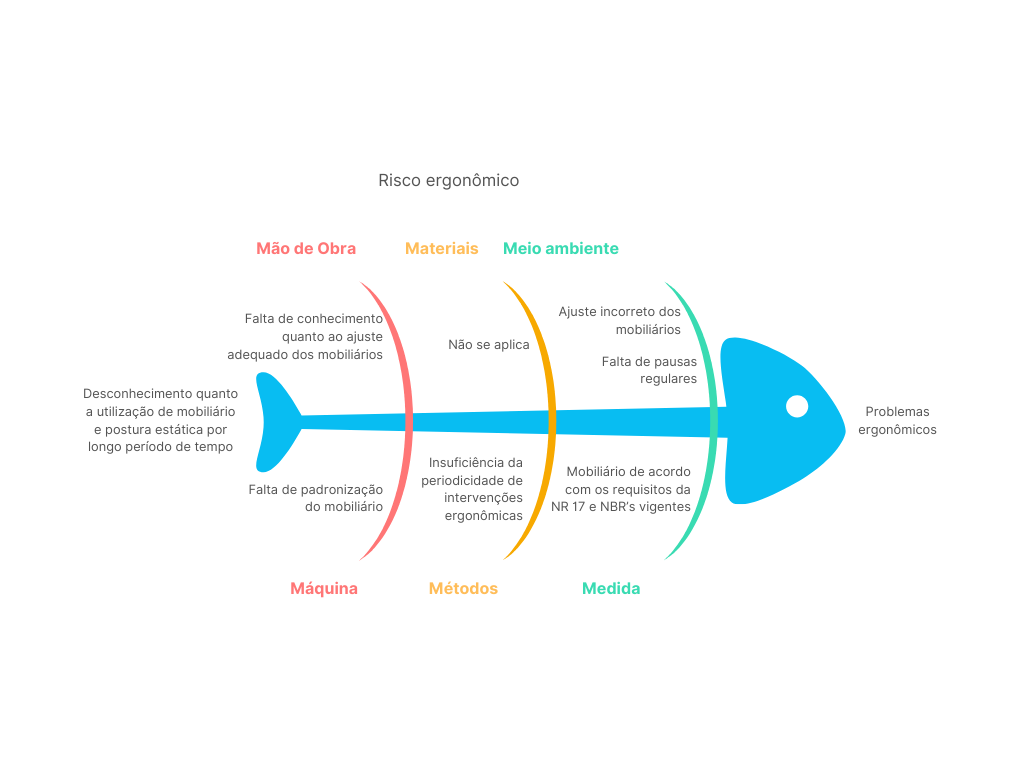 Risco ergonômico
Mão de Obra
Materiais
Meio ambiente
Falta de conhecimento
quanto ao ajuste
adequado dos mobiliários
Não se aplica
Ajuste incorreto dos
mobiliários
Falta de pausas
regulares
Desconhecimento quanto
a utilização de mobiliário
e postura estática por
longo período de tempo
Problemas
ergonômicos
Falta de padronização
do mobiliário
Insuficiência da
periodicidade de
intervenções
ergonômicas
Mobiliário de acordo
com os requisitos da
NR 17 e NBR’s vigentes
Máquina
Métodos
Medida